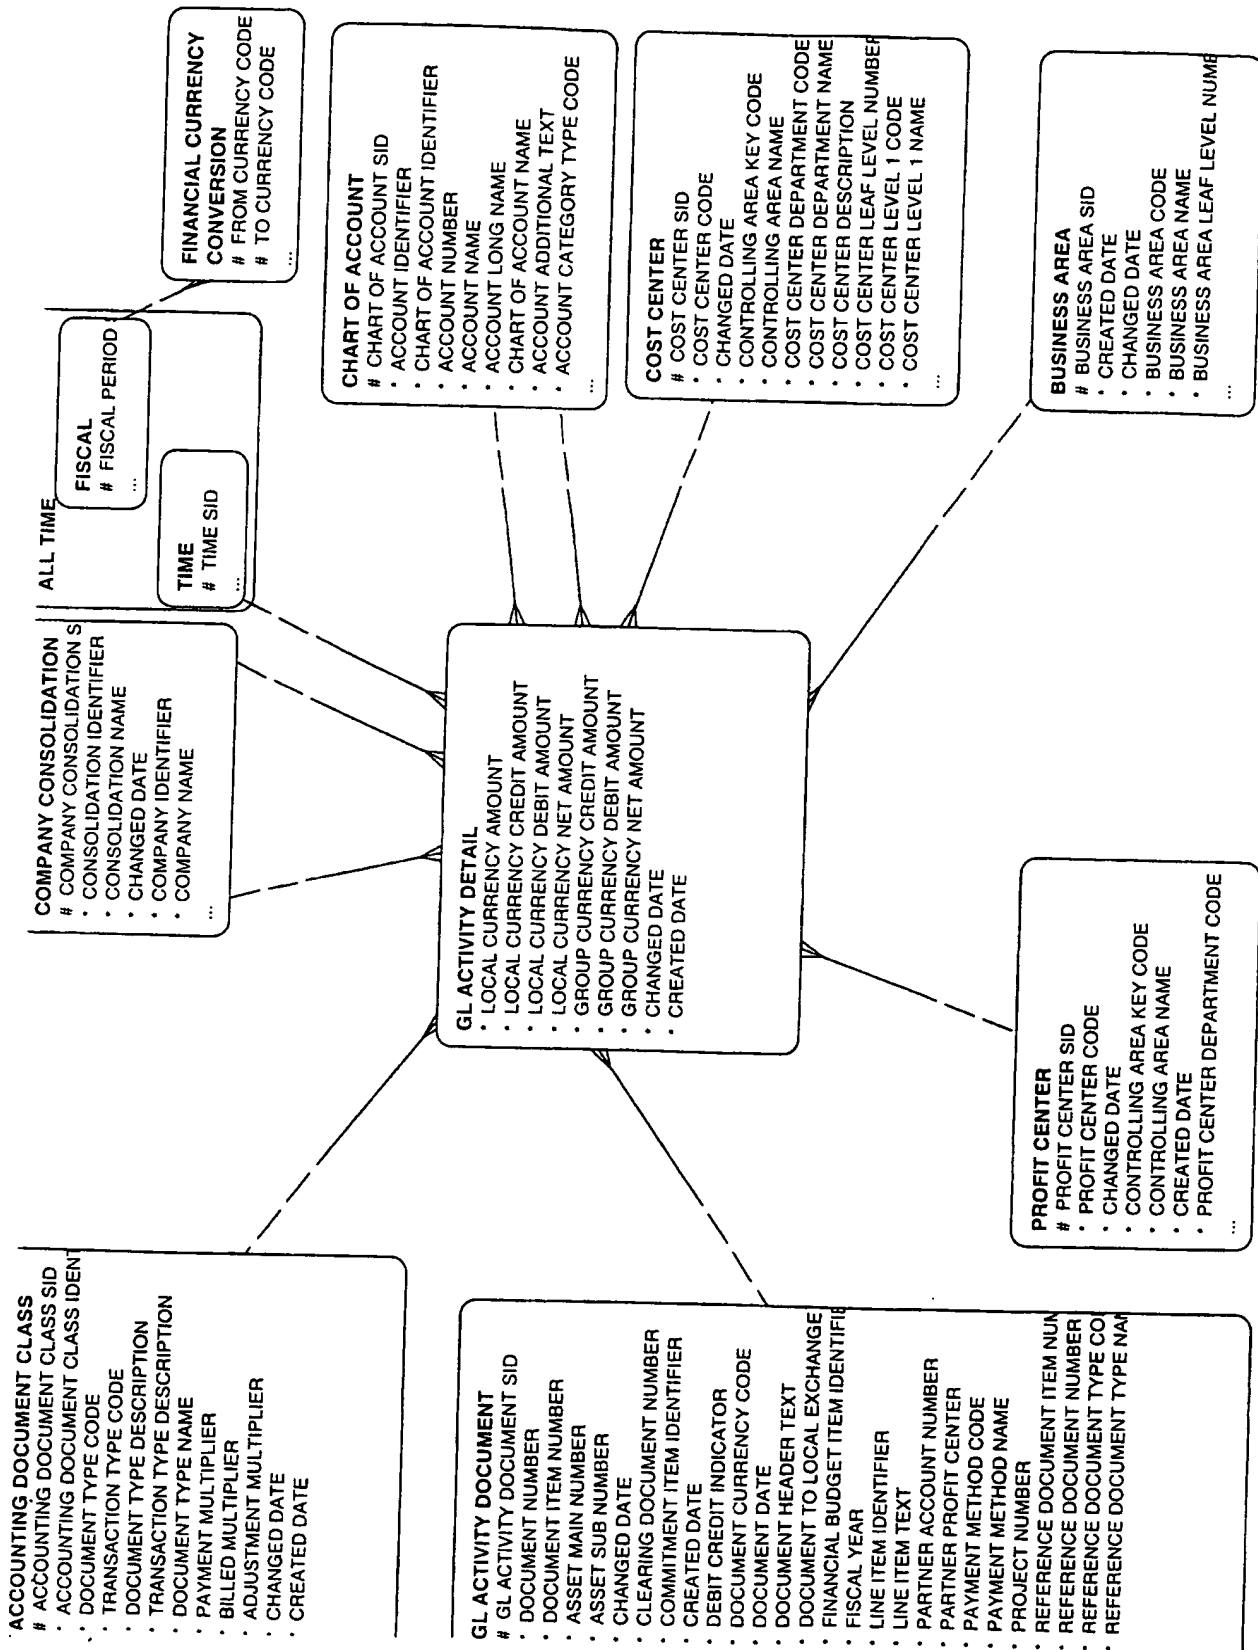 ACCOUNTING DOCUMENT CLASS
# ACCOUNTING DOCUMENT CLASS SID
· ACCOUNTING DOCUMENT CLASS IDENT
· DOCUMENT TYPE CODE
· TRANSACTION TYPE CODE
· DOCUMENT TYPE DESCRIPTION
· TRANSACTION TYPE DESCRIPTION
· DOCUMENT TYPE NAME
· PAYMENT MULTIPLIER
· BILLED MULTIPLIER
· ADJUSTMENT MULTIPLIER
· CHANGED DATE
· CREATED DATE
COMPANY CONSOLIDATION
# COMPANY CONSOLIDATION S
· CONSOLIDATION IDENTIFIER
· CONSOLIDATION NAME
· CHANGED DATE
· COMPANY IDENTIFIER
· COMPANY NAME
...
ALL TIME
FISCAL
# FISCAL PERIOD
...
TIME
# TIME SID
...
FINANCIAL CURRENCY
CONVERSION
# FROM CURRENCY CODE
# TO CURRENCY CODE
...
CHART OF ACCOUNT
# CHART OF ACCOUNT SID
· ACCOUNT IDENTIFIER
· CHART OF ACCOUNT IDENTIFIER
· ACCOUNT NUMBER
· ACCOUNT NAME
· ACCOUNT LONG NAME
· CHART OF ACCOUNT NAME
· ACCOUNT ADDITIONAL TEXT
· ACCOUNT CATEGORY TYPE CODE
...
GL ACTIVITY DETAIL
· LOCAL CURRENCY AMOUNT
· LOCAL CURRENCY CREDIT AMOUNT
· LOCAL CURRENCY DEBIT AMOUNT
· LOCAL CURRENCY NET AMOUNT
· GROUP CURRENCY CREDIT AMOUNT
· GROUP CURRENCY DEBIT AMOUNT
· GROUP CURRENCY NET AMOUNT
· CHANGED DATE
· CREATED DATE
COST CENTER
# COST CENTER SID
· COST CENTER CODE
· CHANGED DATE
· CONTROLLING AREA KEY CODE
· CONTROLLING AREA NAME
· COST CENTER DEPARTMENT CODE
· COST CENTER DEPARTMENT NAME
· COST CENTER DESCRIPTION
· COST CENTER LEAF LEVEL NUMBER
· COST CENTER LEVEL 1 CODE
· COST CENTER LEVEL 1 NAME
...
GL ACTIVITY DOCUMENT
# GL ACTIVITY DOCUMENT SID
· DOCUMENT NUMBER
· DOCUMENT ITEM NUMBER
· ASSET MAIN NUMBER
· ASSET SUB NUMBER
· CHANGED DATE
· CLEARING DOCUMENT NUMBER
· COMMITMENT ITEM IDENTIFIER
· CREATED DATE
· DEBIT CREDIT INDICATOR
· DOCUMENT CURRENCY CODE
· DOCUMENT DATE
· DOCUMENT HEADER TEXT
· DOCUMENT TO LOCAL EXCHANGE
· FINANCIAL BUDGET ITEM IDENTIFIE
· FISCAL YEAR
· LINE ITEM IDENTIFIER
· LINE ITEM TEXT
· PARTNER ACCOUNT NUMBER
· PARTNER PROFIT CENTER
· PAYMENT METHOD CODE
· PAYMENT METHOD NAME
· PROJECT NUMBER
· REFERENCE DOCUMENT ITEM NUM
· REFERENCE DOCUMENT NUMBER
· REFERENCE DOCUMENT TYPE COD
· REFERENCE DOCUMENT TYPE NAM
PROFIT CENTER
# PROFIT CENTER SID
· PROFIT CENTER CODE
· CHANGED DATE
· CONTROLLING AREA KEY CODE
· CONTROLLING AREA NAME
· CREATED DATE
· PROFIT CENTER DEPARTMENT CODE
...
BUSINESS AREA
# BUSINESS AREA SID
· CREATED DATE
· CHANGED DATE
· BUSINESS AREA CODE
· BUSINESS AREA NAME
· BUSINESS AREA LEAF LEVEL NUMB
...